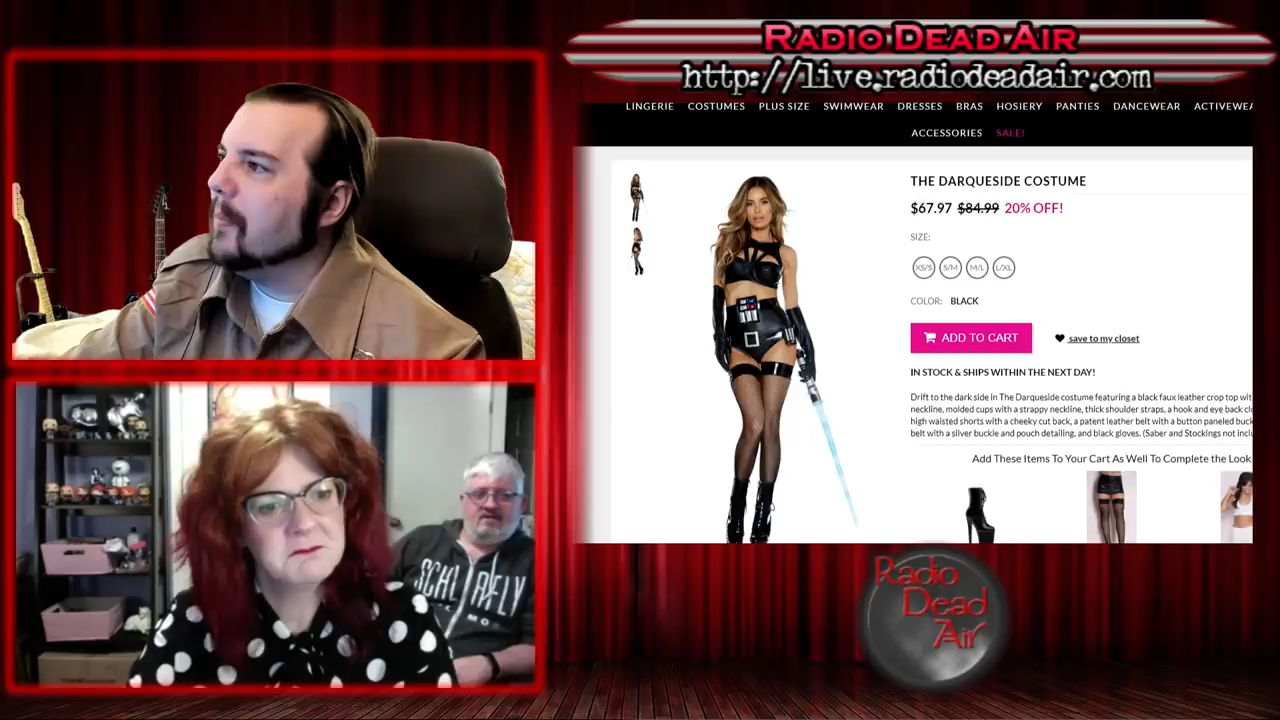 RADIO DEAD AIR
http://live.radiodeadair.com
LINGERIE COSTUMES PLUS SIZE SWIMWEAR DRESSES BRAS HOSIERY PANTIES DANCEWEAR ACTIVEWEA
ACCESSORIES SALE!
THE DARQUESIDE COSTUME
$67.97 $84.99 20% OFF!
SIZE:
XS/S S/M M/L L/XL
COLOR: BLACK
ADD TO CART save to my closet
IN STOCK & SHIPS WITHIN THE NEXT DAY!
Drift to the dark side in The Darqueside costume featuring a black faux leather crop top wit
neckline, molded cups with a strappy neckline, thick shoulder straps, a hook and eye back clo
high waisted shorts with a cheeky cut back, a patent leather belt with a button paneled buck
belt with a silver buckle and pouch detailing, and black gloves. (Saber and Stockings not inclu
Add These Items To Your Cart As Well To Complete the Look
SCHLAFLY
Radio
Dead
Air